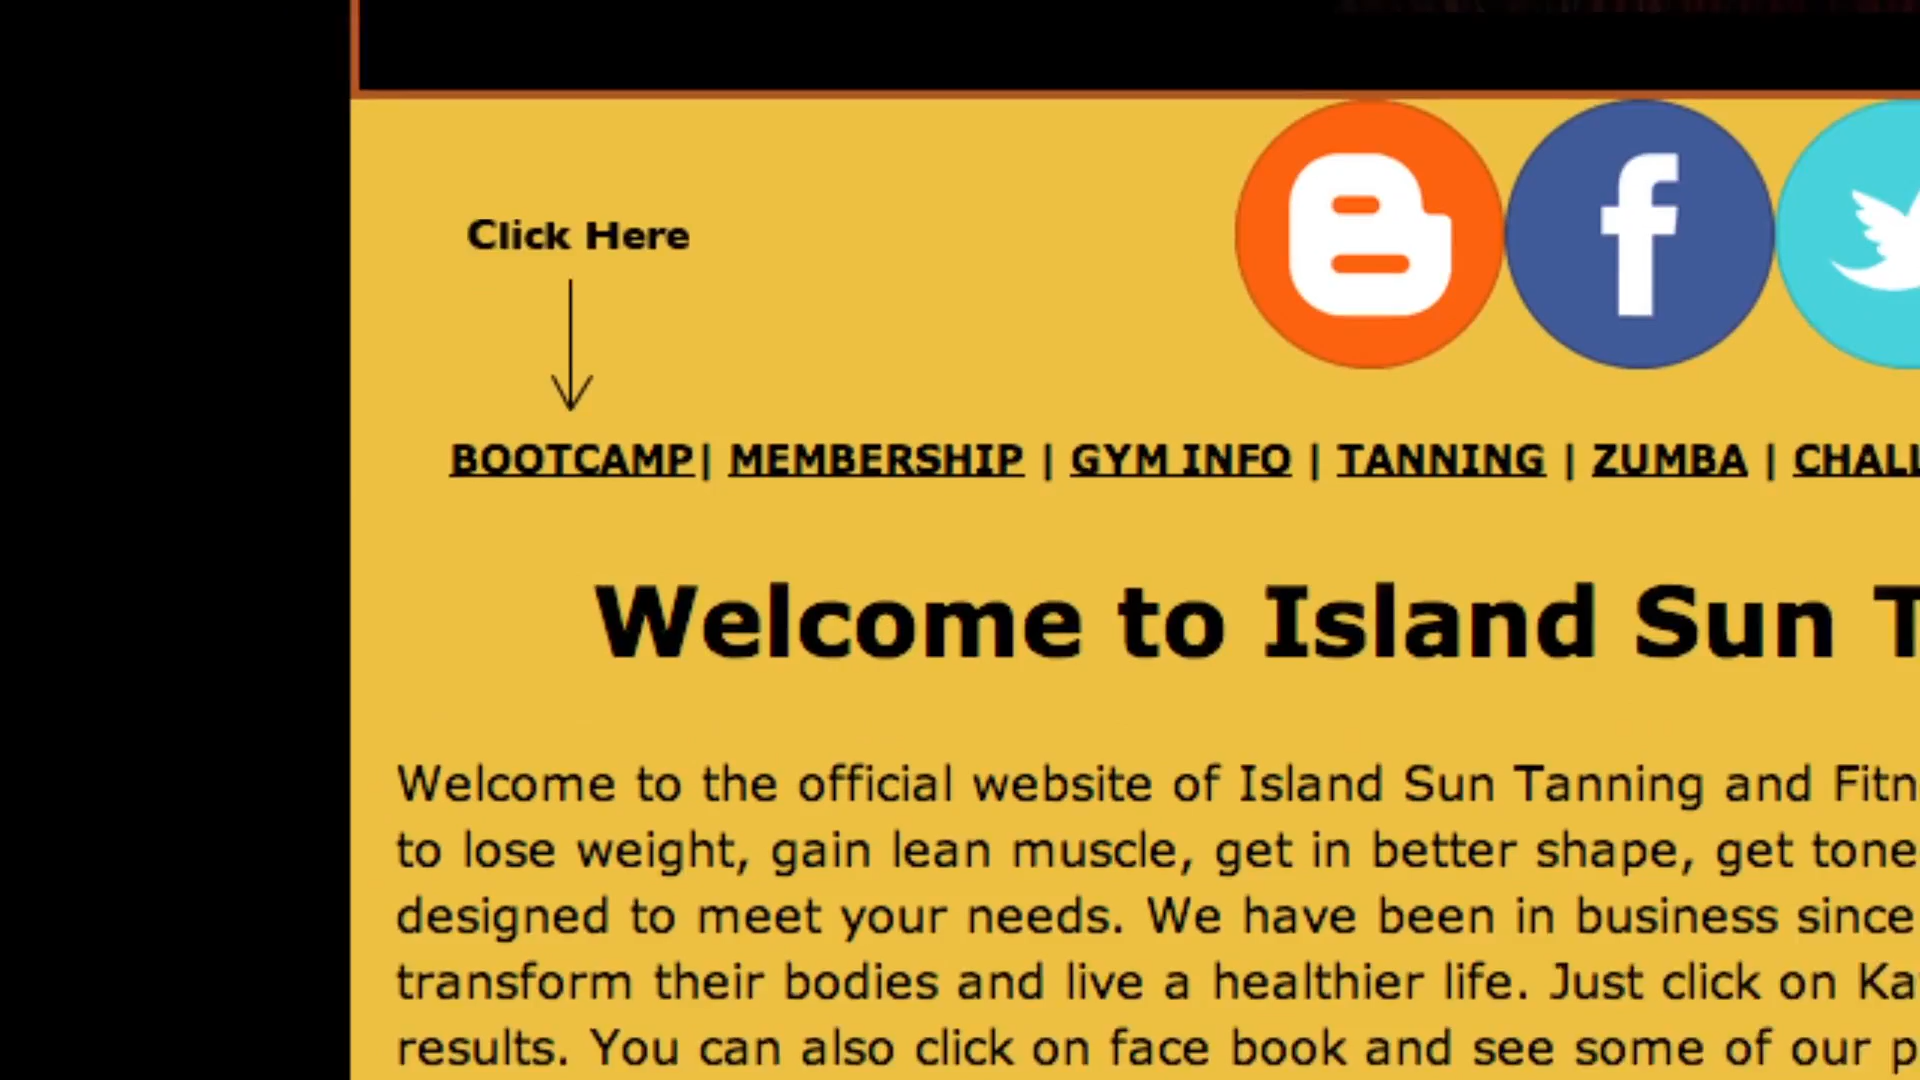 Click Here
BOOTCAMP| MEMBERSHIP | GYM INFO | TANNING | ZUMBA |
Welcome to Island Sun
Welcome to the official website of Island Sun Tanning and
to lose weight, gain lean muscle, get in better shape, get
designed to meet your needs. We have been in business since
transform their bodies and live a healthier life. Just click on
results. You can also click on face book and see some of our